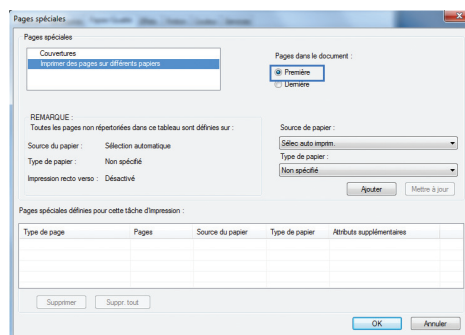 Pages spéciales
Pages spéciales
Couvertures
Imprimer des pages sur différents papiers
Pages dans le document :
Première
Dernière
REMARQUE :
Toutes les pages non répertoriées dans ce tableau sont définies sur :
Source du papier : Sélection automatique
Type de papier : Non spécifié
Impression recto verso : Désactivé
Source de papier :
Sélec auto imprim.
Type de papier :
Non spécifié
Ajouter Mettre à jour
Pages spéciales définies pour cette tâche d'impression :
Type de page Pages Source du papier Type de papier Attributs supplémentaires
Supprimer Suppr. tout
OK Annuler